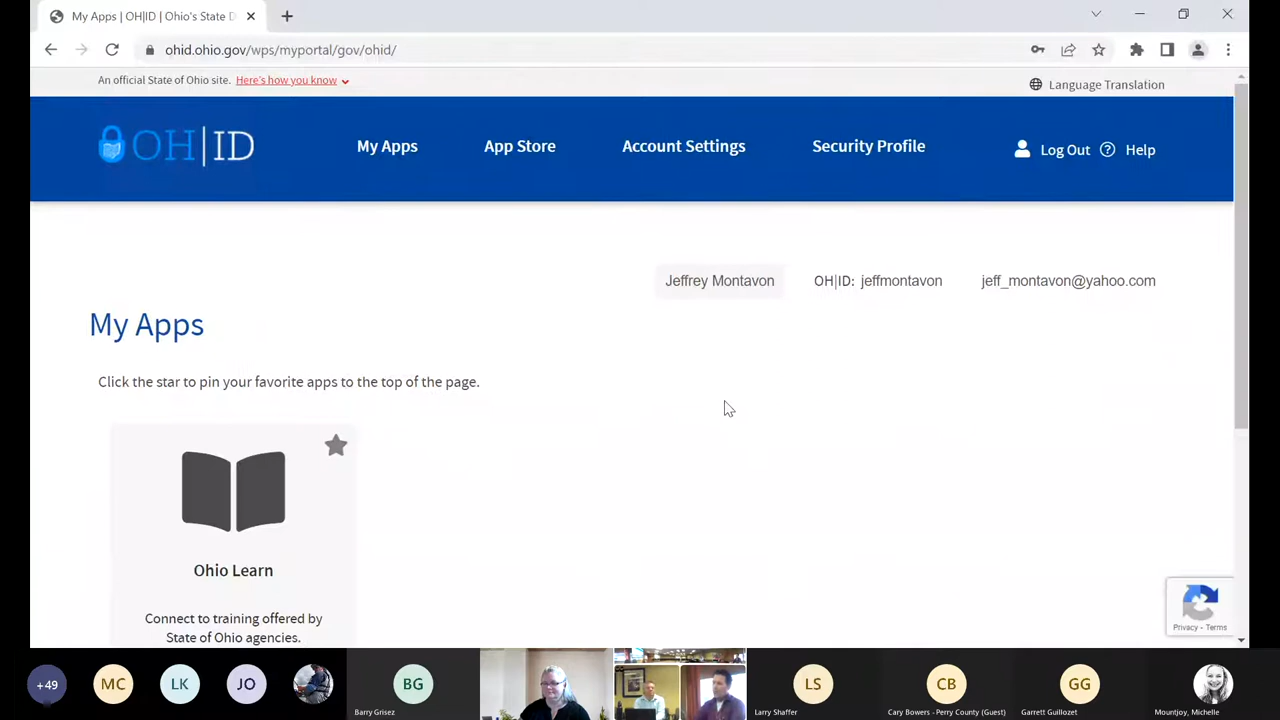 My Apps | OH|ID | Ohio's State D
ohid.ohio.gov/wps/myportal/gov/ohid/
An official State of Ohio site. Here's how you know
Language Translation
OH|ID
My Apps
App Store
Account Settings
Security Profile
Log Out
Help
Jeffrey Montavon
OH|ID: jeffmontavon
jeff_montavon@yahoo.com
My Apps
Click the star to pin your favorite apps to the top of the page.
Ohio Learn
Connect to training offered by
State of Ohio agencies.
Privacy - Terms
+49
MC
LK
JO
BG
Barry Grisez
LS
Larry Shaffer
CB
Cary Bowers - Perry County (Guest)
GG
Garrett Guillozet
Mountjoy, Michelle